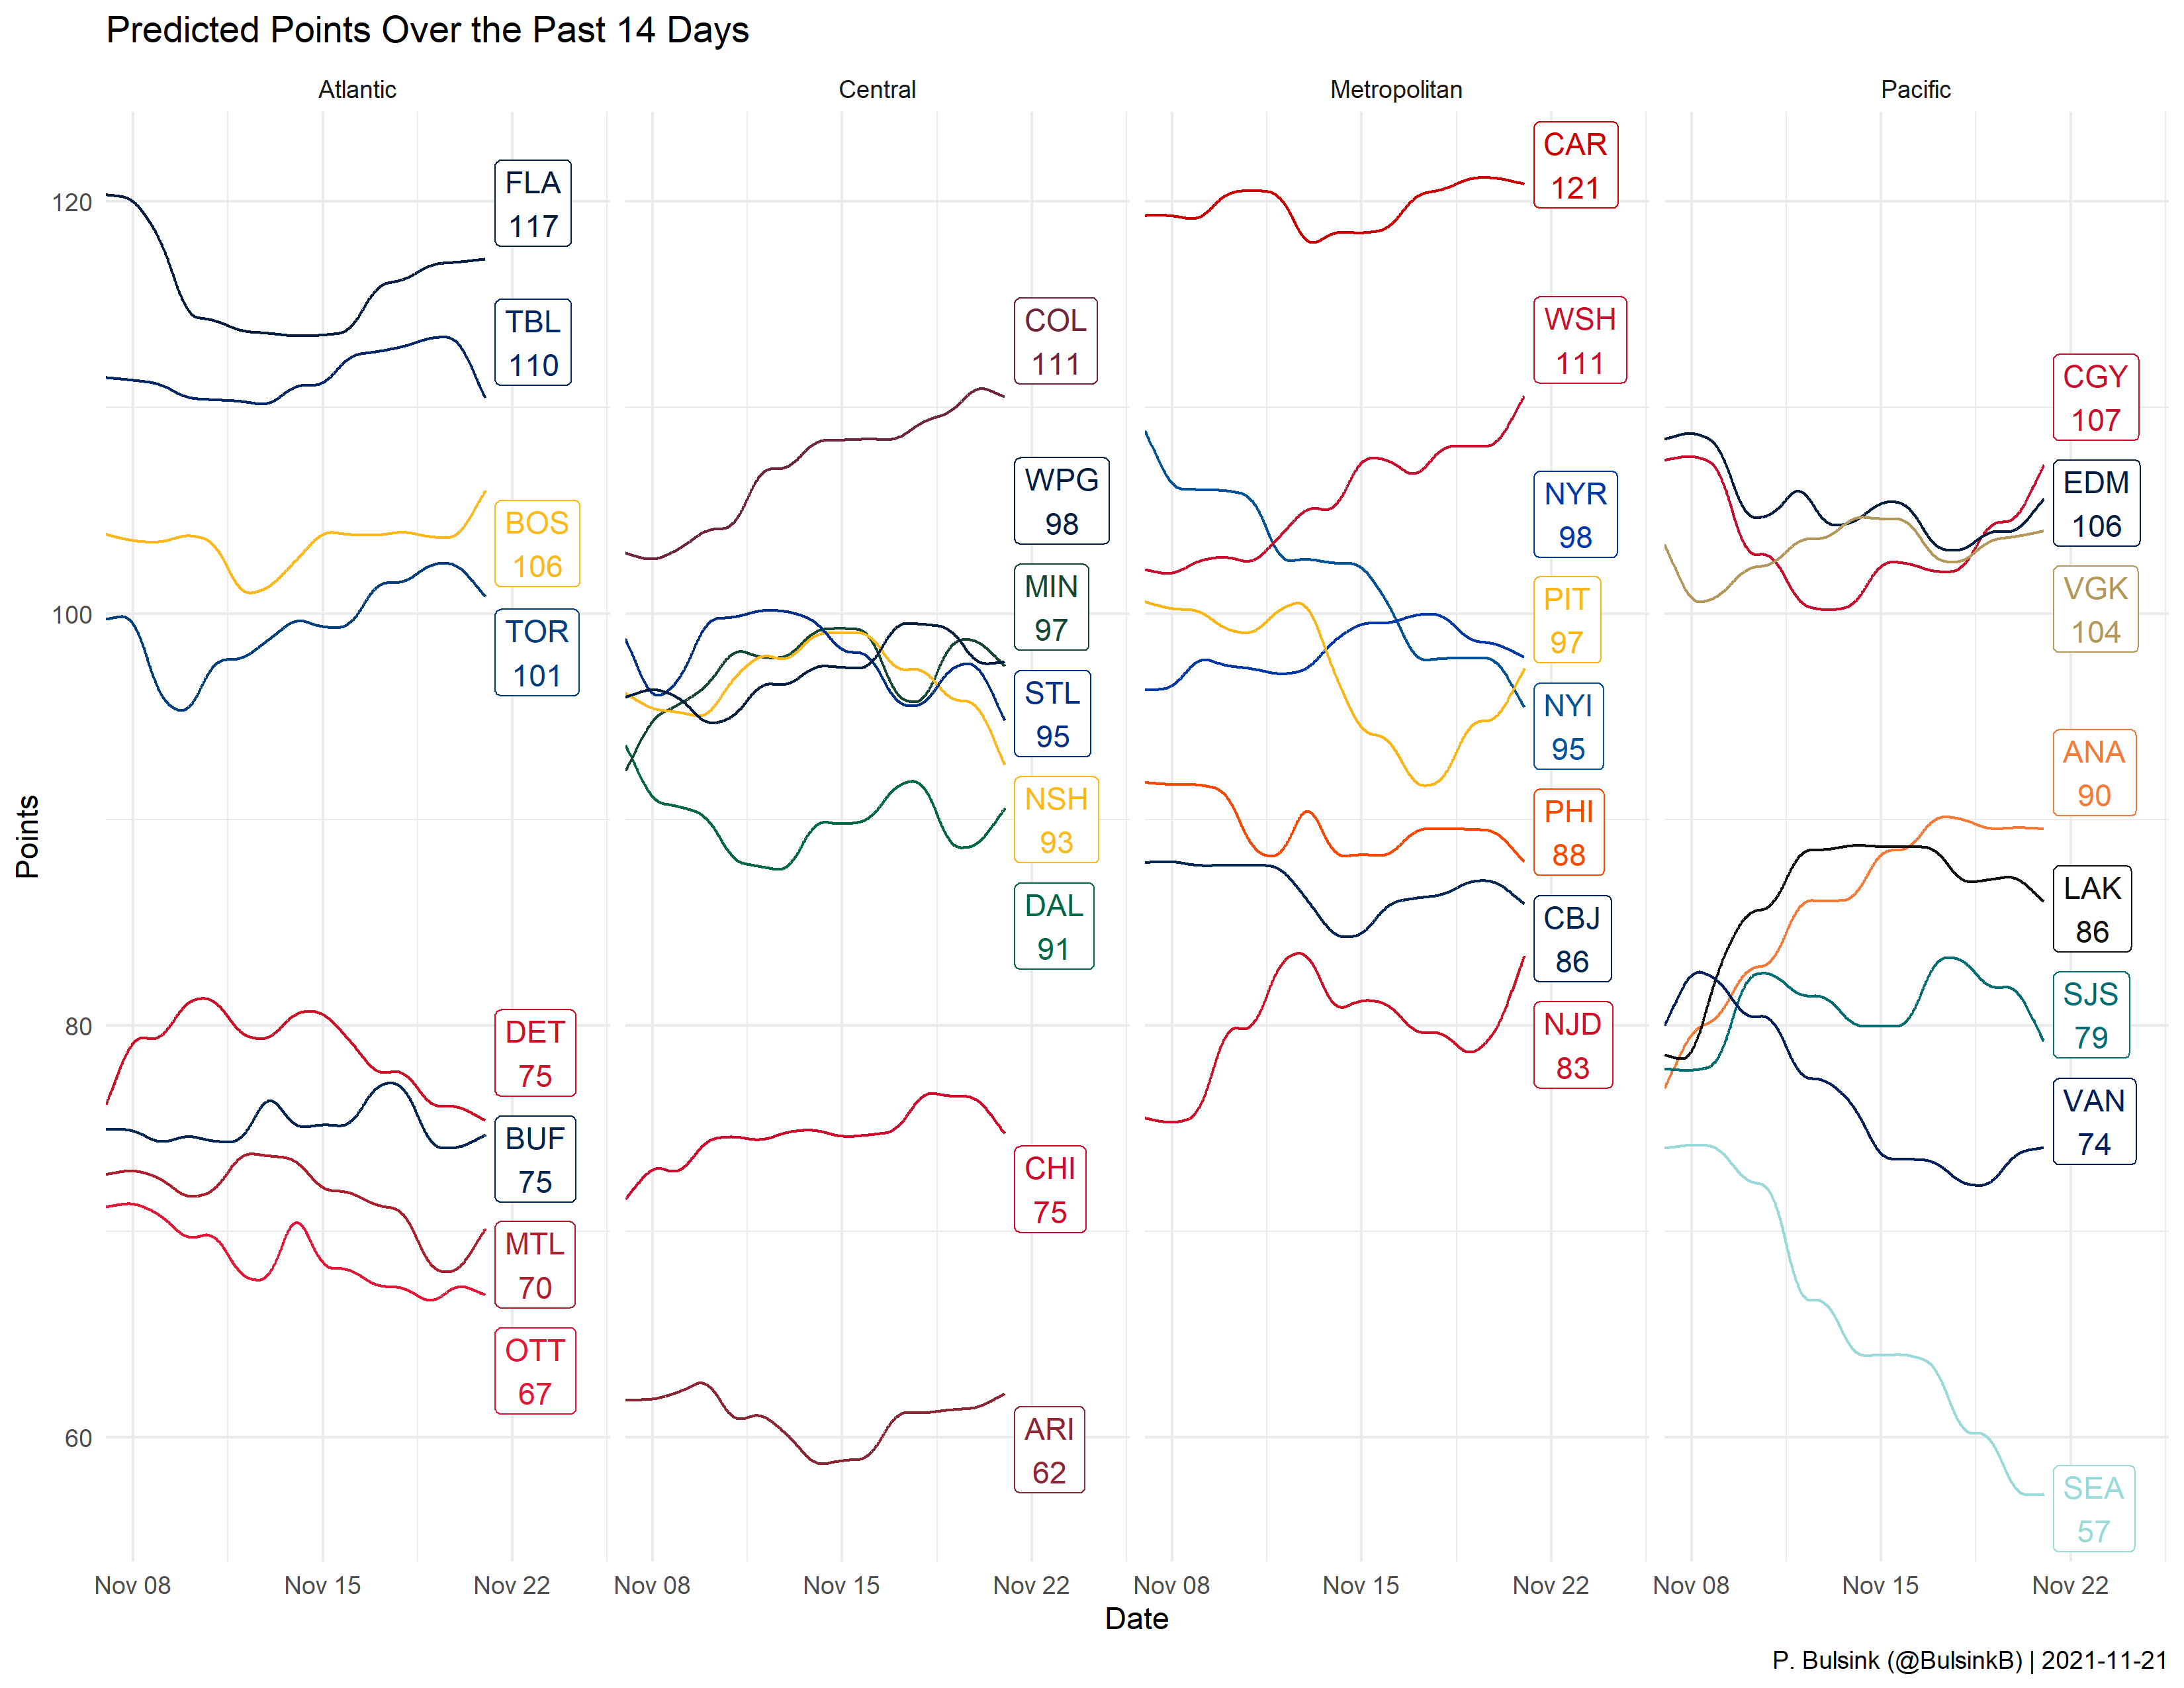 Predicted Points Over the Past 14 Days
Atlantic
Central
Metropolitan
Pacific
Points
120
100
80
60
FLA
117
TBL
110
BOS
106
TOR
101
DET
75
BUF
75
MTL
70
OTT
67
COL
111
WPG
98
MIN
97
STL
95
NSH
93
DAL
91
CHI
75
ARI
62
CAR
121
WSH
111
NYR
98
PIT
97
NYI
95
PHI
88
CBJ
86
NJD
83
CGY
107
EDM
106
VGK
104
ANA
90
LAK
86
SJS
79
VAN
74
SEA
57
Nov 08 Nov 15 Nov 22
Nov 08 Nov 15 Nov 22
Nov 08 Nov 15 Nov 22
Nov 08 Nov 15 Nov 22
Date
P. Bulsink (@BulsinkB) | 2021-11-21